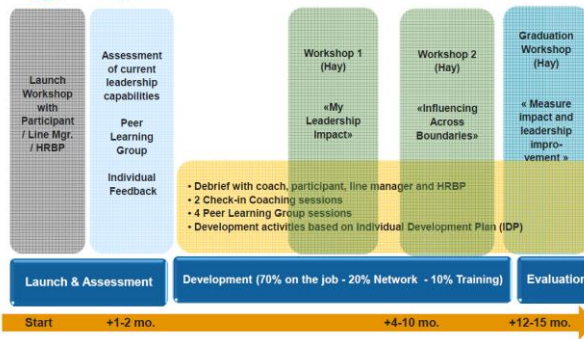 Launch
Workshop
with
Participant
/ Line Mgr.
/ HRBP
Assessment
of current
leadership
capabilities
Peer
Learning
Group
Individual
Feedback
Workshop 1
(Hay)
«My
Leadership
Impact»
Workshop 2
(Hay)
«Influencing
Across
Boundaries»
Graduation
Workshop
(Hay)
« Measure
impact and
leadership
impro-
vement »
• Debrief with coach, participant, line manager and HRBP
• 2 Check-in Coaching sessions
• 4 Peer Learning Group sessions
• Development activities based on Individual Development Plan (IDP)
Launch & Assessment
Development (70% on the job - 20% Network - 10% Training)
Evaluation
Start
+1-2 mo.
+4-10 mo.
+12-15 mo.